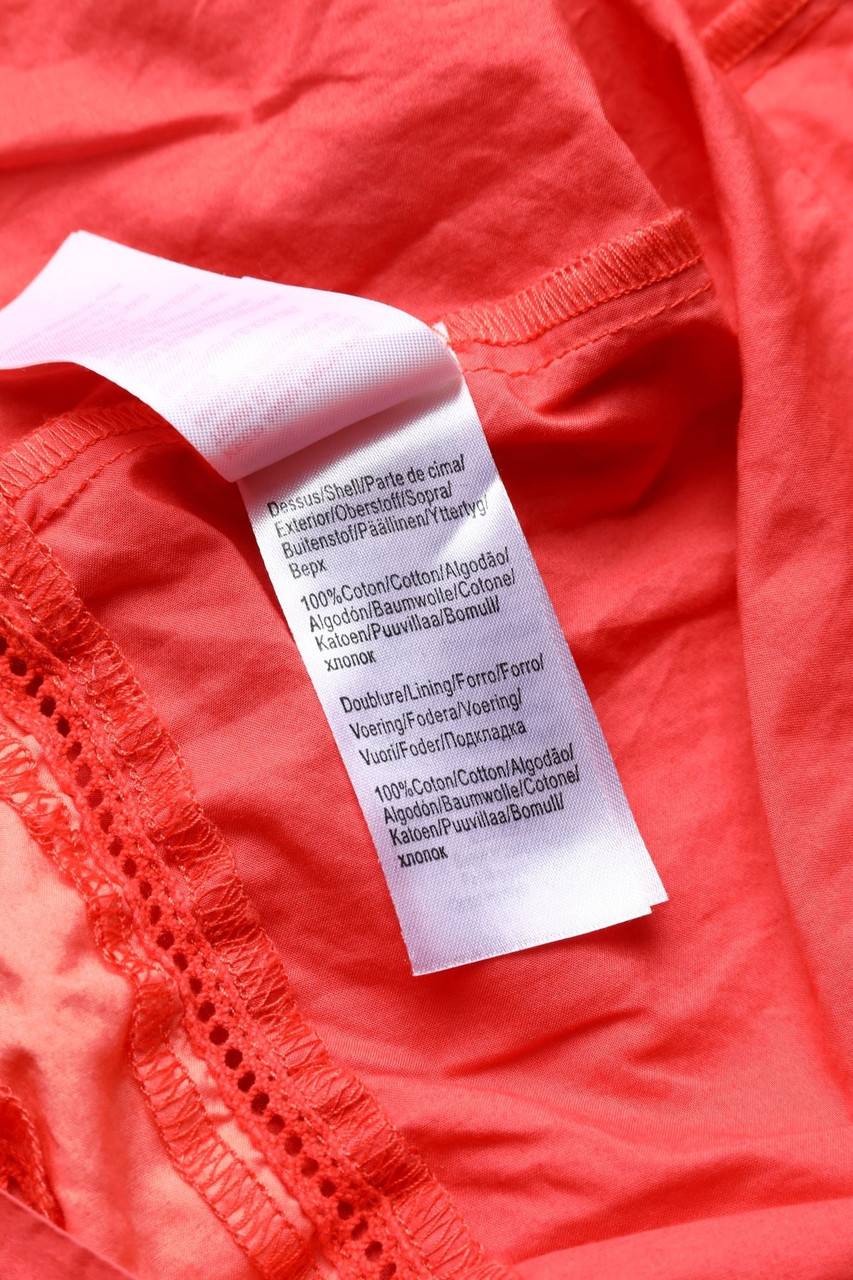 Dessus/Shell/Parte de cima/
Exterior/Oberstoff/Sopra/
Buitenstof/Päällinen/Yttertyg/
Верх
100%Coton/Cotton/Algodão/
Algodón/Baumwolle/Cotone/
Katoen/Puuvillaa/Bomull/
хлопок
Doublure/Lining/Forro/Forro/
Voering/Fodera/Voering/
Vuori/Foder/Подкладка
100%Coton/Cotton/Algodão/
Algodón/Baumwolle/Cotone/
Katoen/Puuvillaa/Bomull/
хлопок